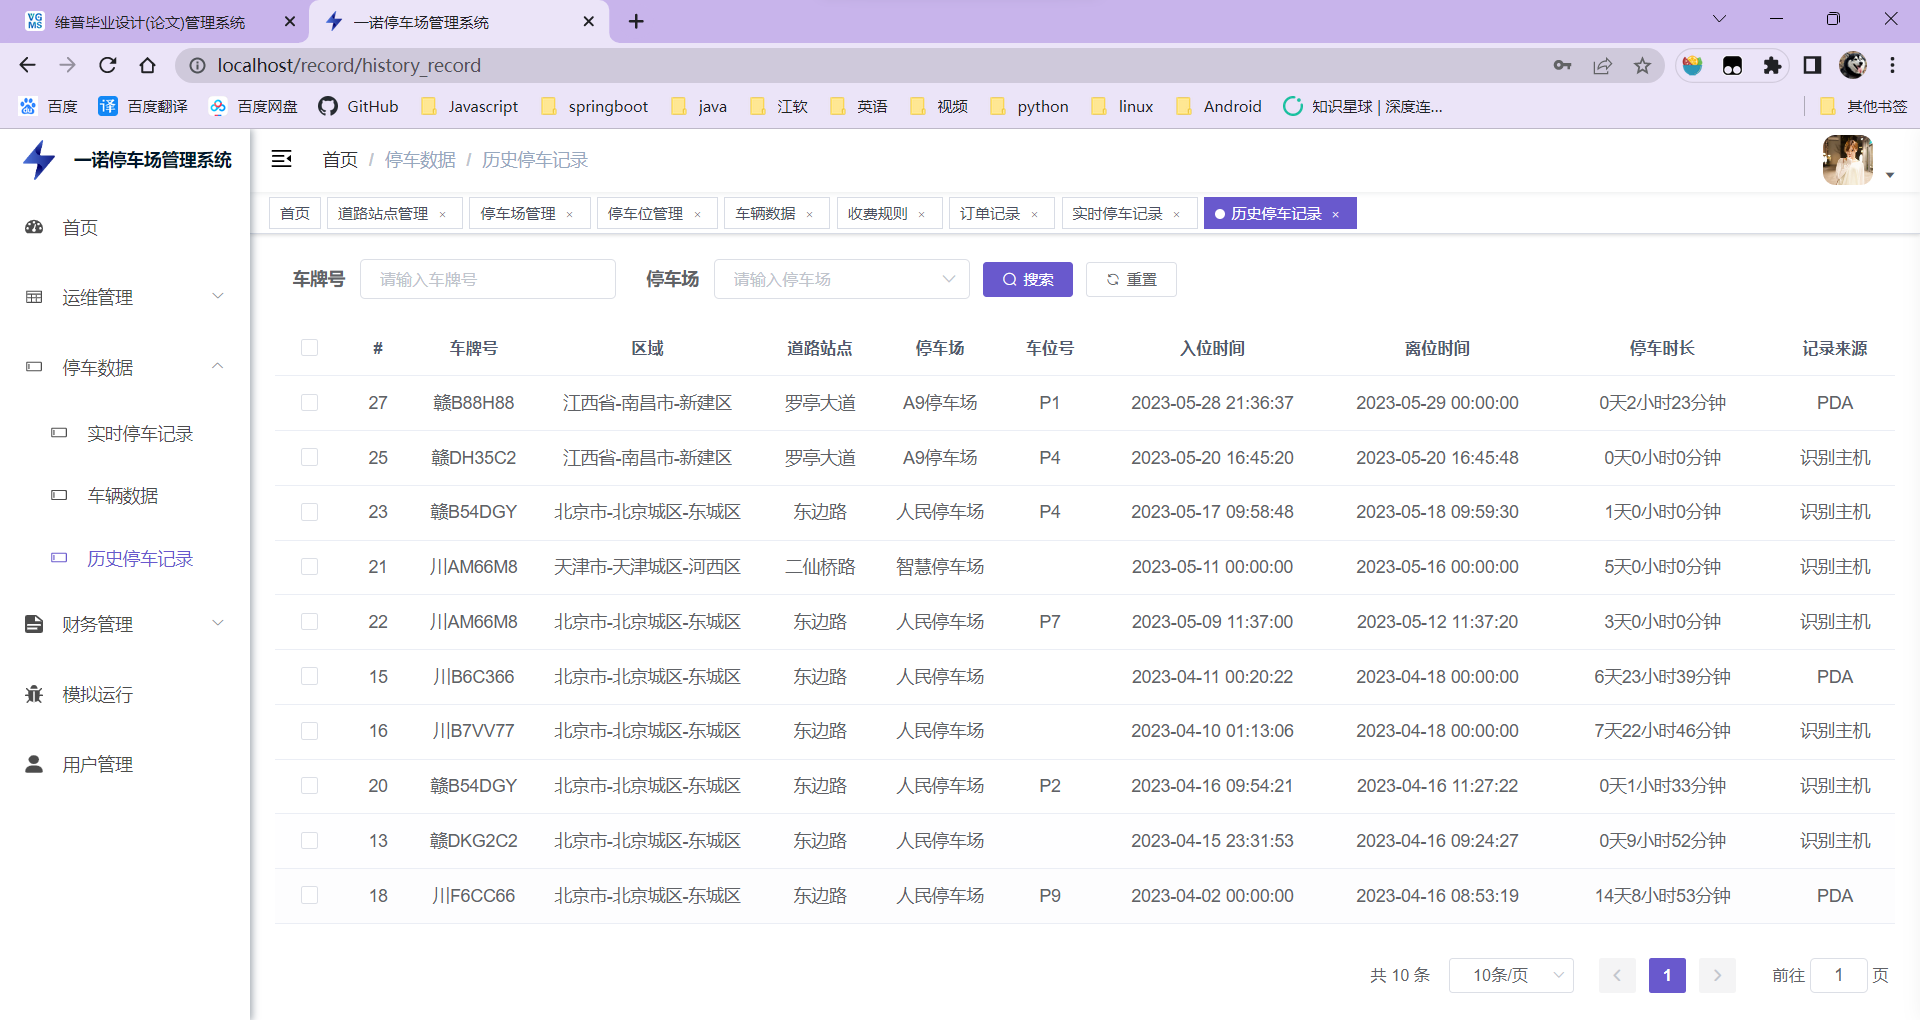 VG MS 维普毕业设计(论文)管理系统 一诺停车场管理系统
localhost/record/history_record
百度 译 百度翻译 百度网盘 GitHub Javascript springboot java 江软 英语 视频 python linux Android 知识星球 | 深度连... 其他书签
一诺停车场管理系统 首页 / 停车数据 / 历史停车记录
首页 道路站点管理 × 停车场管理 × 停车位管理 × 车辆数据 × 收费规则 × 订单记录 × 实时停车记录 × 历史停车记录 ×
首页
运维管理
停车数据
实时停车记录
车辆数据
历史停车记录
财务管理
模拟运行
用户管理
车牌号 请输入车牌号 停车场 请输入停车场 搜索 重置
# 车牌号 区域 道路站点 停车场 车位号 入位时间 离位时间 停车时长 记录来源
27 赣B88H88 江西省-南昌市-新建区 罗亭大道 A9停车场 P1 2023-05-28 21:36:37 2023-05-29 00:00:00 0天2小时23分钟 PDA
25 赣DH35C2 江西省-南昌市-新建区 罗亭大道 A9停车场 P4 2023-05-20 16:45:20 2023-05-20 16:45:48 0天0小时0分钟 识别主机
23 赣B54DGY 北京市-北京城区-东城区 东边路 人民停车场 P4 2023-05-17 09:58:48 2023-05-18 09:59:30 1天0小时0分钟 识别主机
21 川AM66M8 天津市-天津城区-河西区 二仙桥路 智慧停车场 2023-05-11 00:00:00 2023-05-16 00:00:00 5天0小时0分钟 识别主机
22 川AM66M8 北京市-北京城区-东城区 东边路 人民停车场 P7 2023-05-09 11:37:00 2023-05-12 11:37:20 3天0小时0分钟 识别主机
15 川B6C366 北京市-北京城区-东城区 东边路 人民停车场 2023-04-11 00:20:22 2023-04-18 00:00:00 6天23小时39分钟 PDA
16 川B7VV77 北京市-北京城区-东城区 东边路 人民停车场 2023-04-10 01:13:06 2023-04-18 00:00:00 7天22小时46分钟 识别主机
20 赣B54DGY 北京市-北京城区-东城区 东边路 人民停车场 P2 2023-04-16 09:54:21 2023-04-16 11:27:22 0天1小时33分钟 识别主机
13 赣DKG2C2 北京市-北京城区-东城区 东边路 人民停车场 2023-04-15 23:31:53 2023-04-16 09:24:27 0天9小时52分钟 识别主机
18 川F6CC66 北京市-北京城区-东城区 东边路 人民停车场 P9 2023-04-02 00:00:00 2023-04-16 08:53:19 14天8小时53分钟 PDA
共 10 条 10条/页 1 前往 1 页